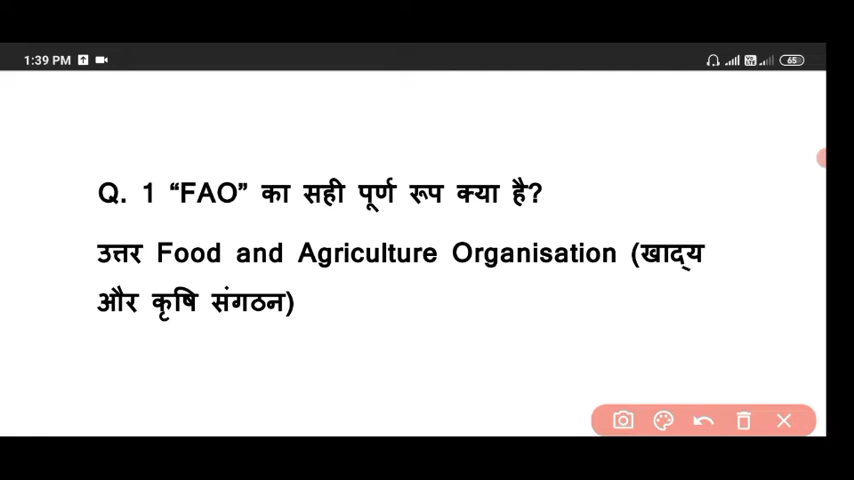 1:39 PM
65
Q. 1 “FAO” का सही पूर्ण रूप क्या है?
उत्तर Food and Agriculture Organisation (खाद्य
और कृषि संगठन)